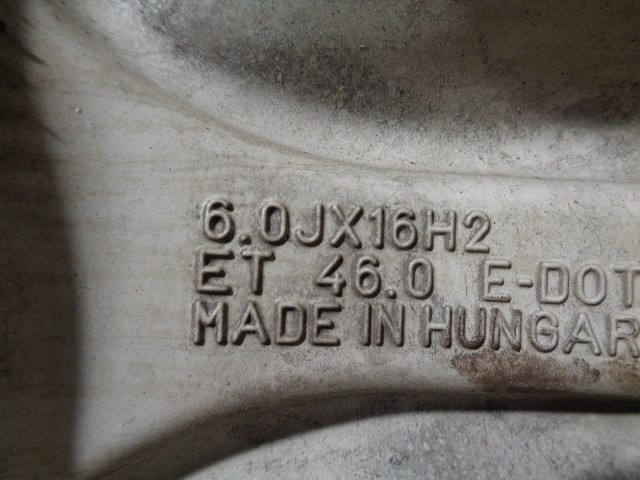 6.0JX16H2
ET 46.0 E-DOT
MADE IN HUNGAR